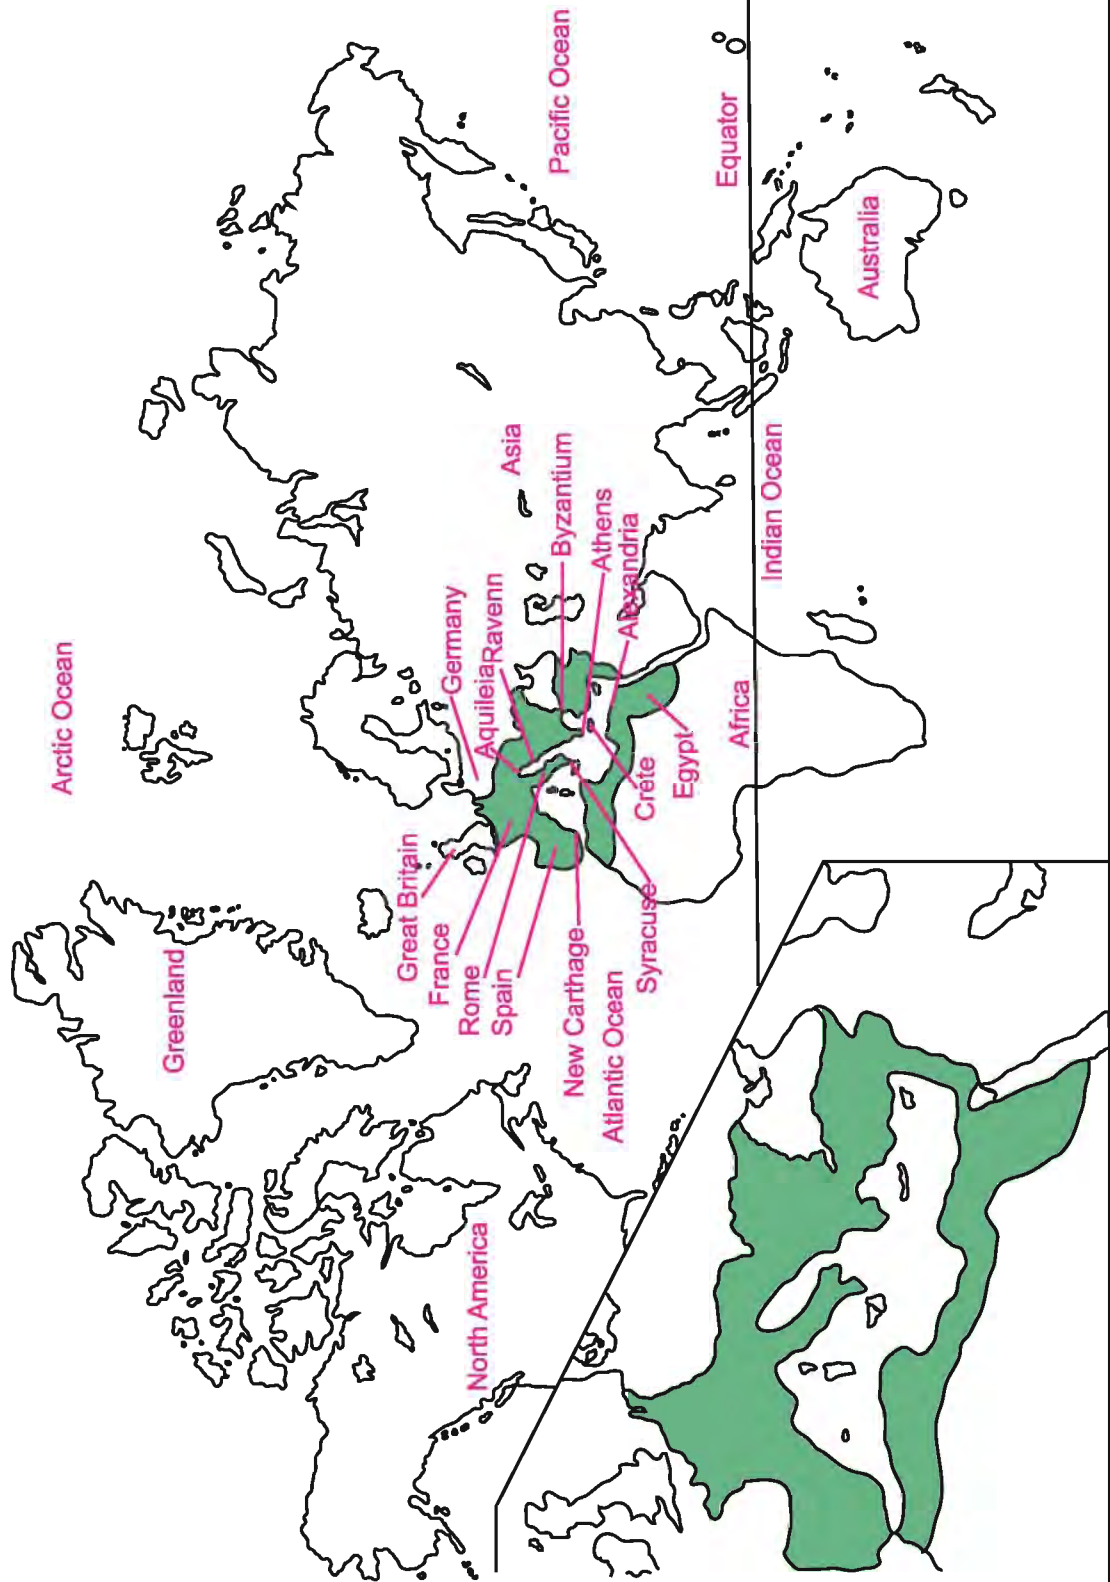 Arctic Ocean
Greenland
Great Britain
Germany
Aquileia
Ravenn
France
Rome
Spain
North America
Asia
Byzantium
Athens
Alexandria
Pacific Ocean
New Carthage
Atlantic Ocean
Syracuse
Crete
Egypt
Africa
Equator
Indian Ocean
Australia